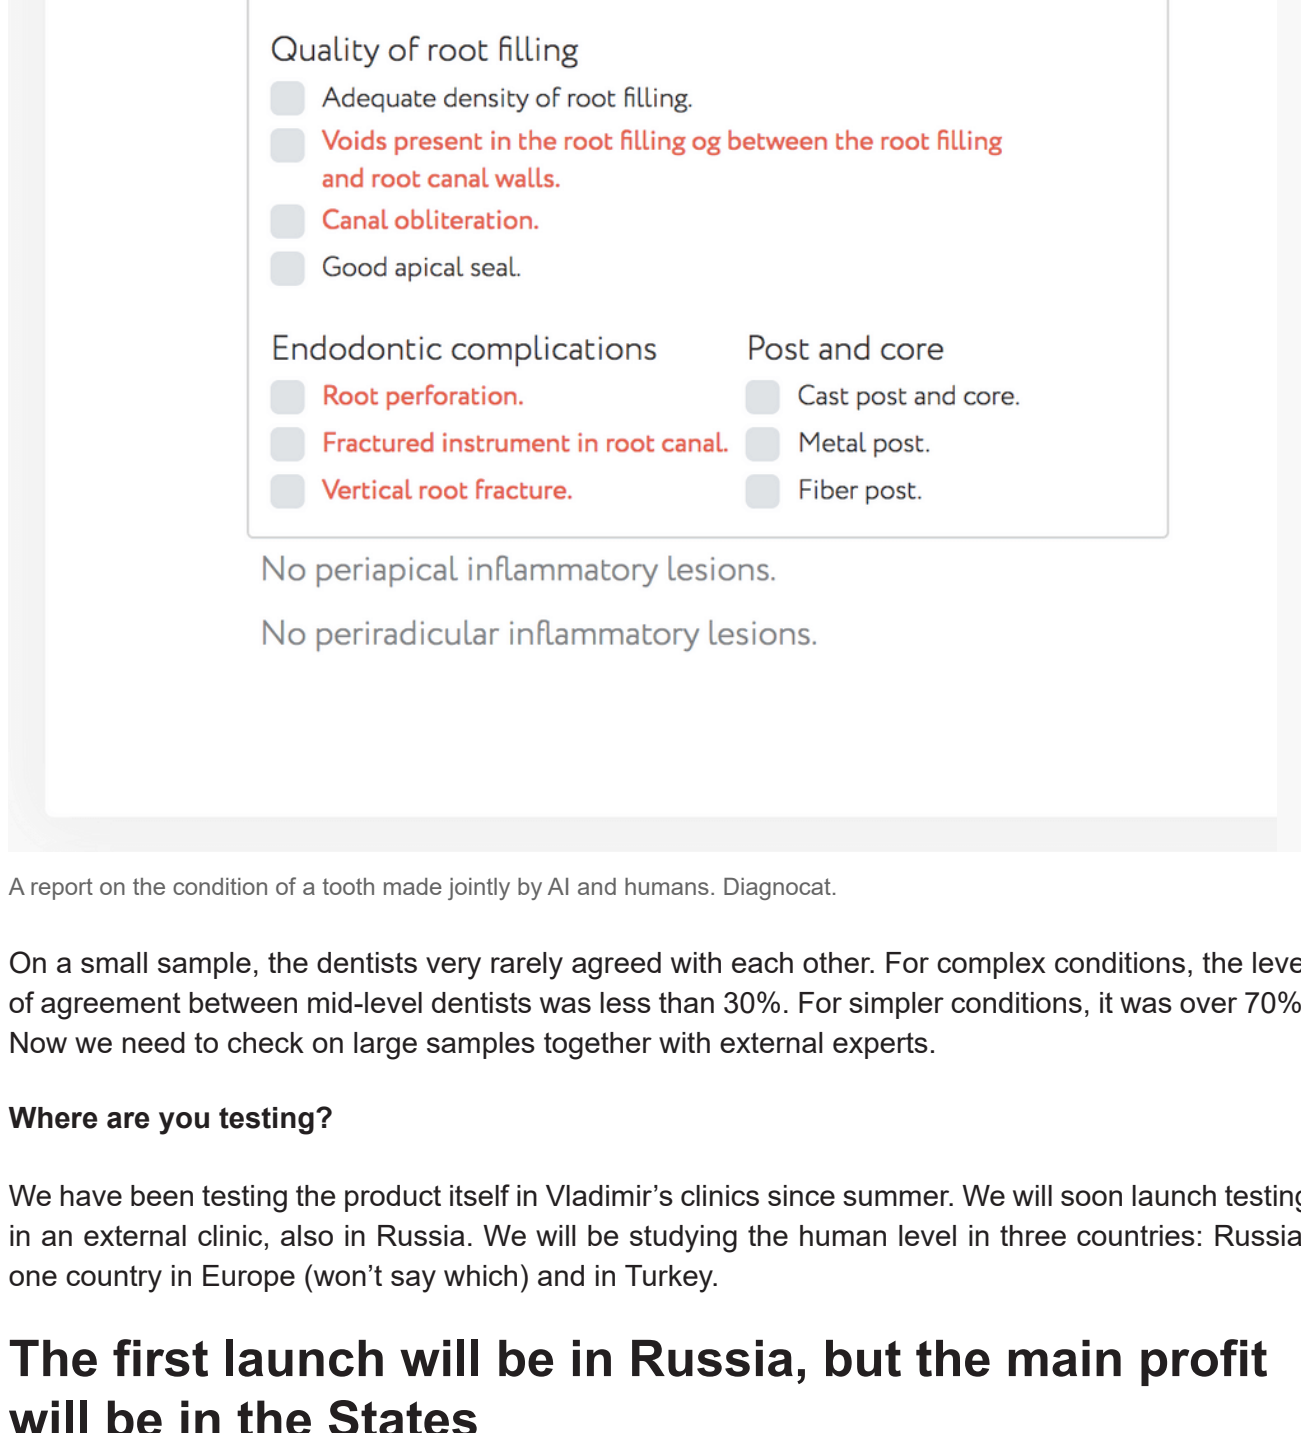 Quality of root filling
Adequate density of root filling.
Voids present in the root filling og between the root filling
and root canal walls.
Canal obliteration.
Good apical seal.
Endodontic complications
Root perforation.
Fractured instrument in root canal.
Vertical root fracture.
Post and core
Cast post and core.
Metal post.
Fiber post.
No periapical inflammatory lesions.
No periradicular inflammatory lesions.
A report on the condition of a tooth made jointly by AI and humans. Diagnocat.
On a small sample, the dentists very rarely agreed with each other. For complex conditions, the leve
of agreement between mid-level dentists was less than 30%. For simpler conditions, it was over 70%
Now we need to check on large samples together with external experts.
Where are you testing?
We have been testing the product itself in Vladimir’s clinics since summer. We will soon launch testing
in an external clinic, also in Russia. We will be studying the human level in three countries: Russia
one country in Europe (won’t say which) and in Turkey.
The first launch will be in Russia, but the main profit
will be in the States